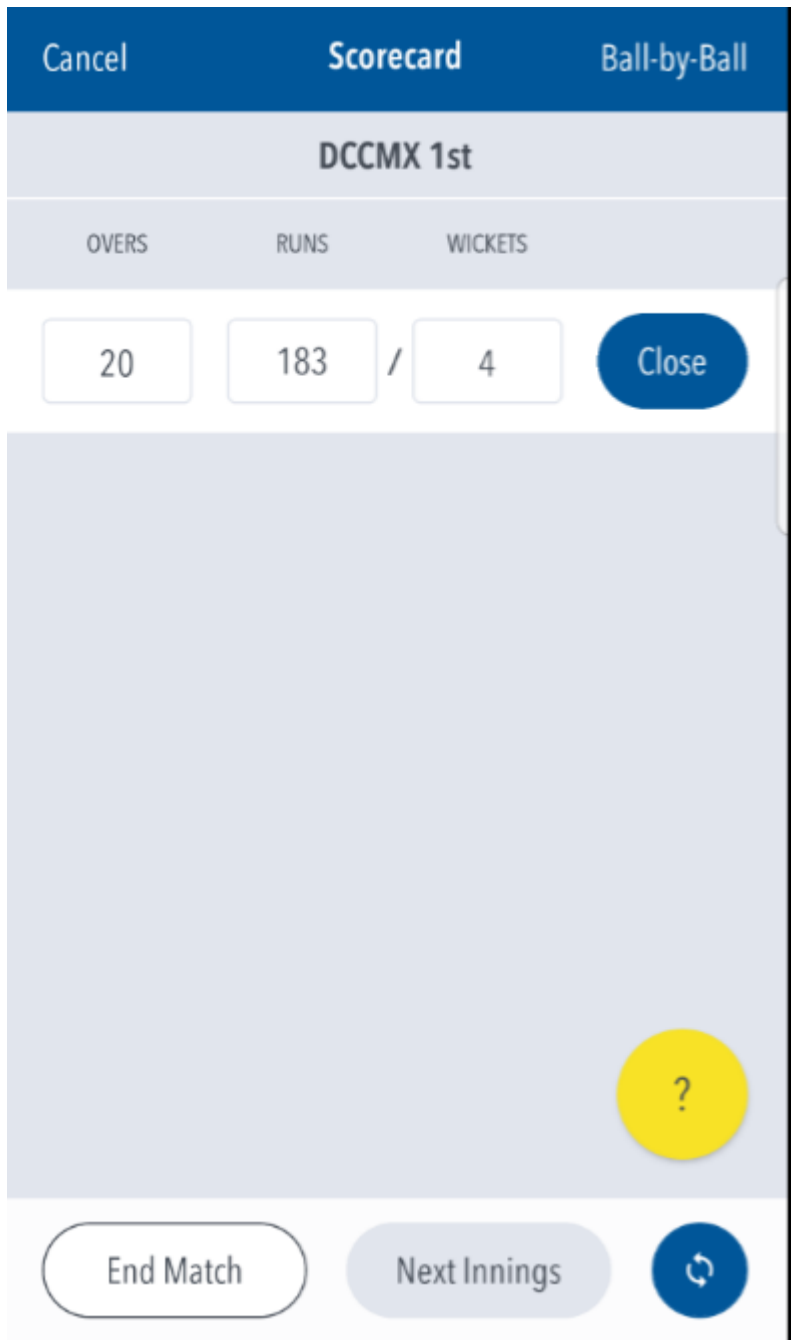 Cancel Scorecard Ball-by-Ball
DCCMX 1st
OVERS RUNS WICKETS
20 183 / 4 Close
?
End Match Next Innings